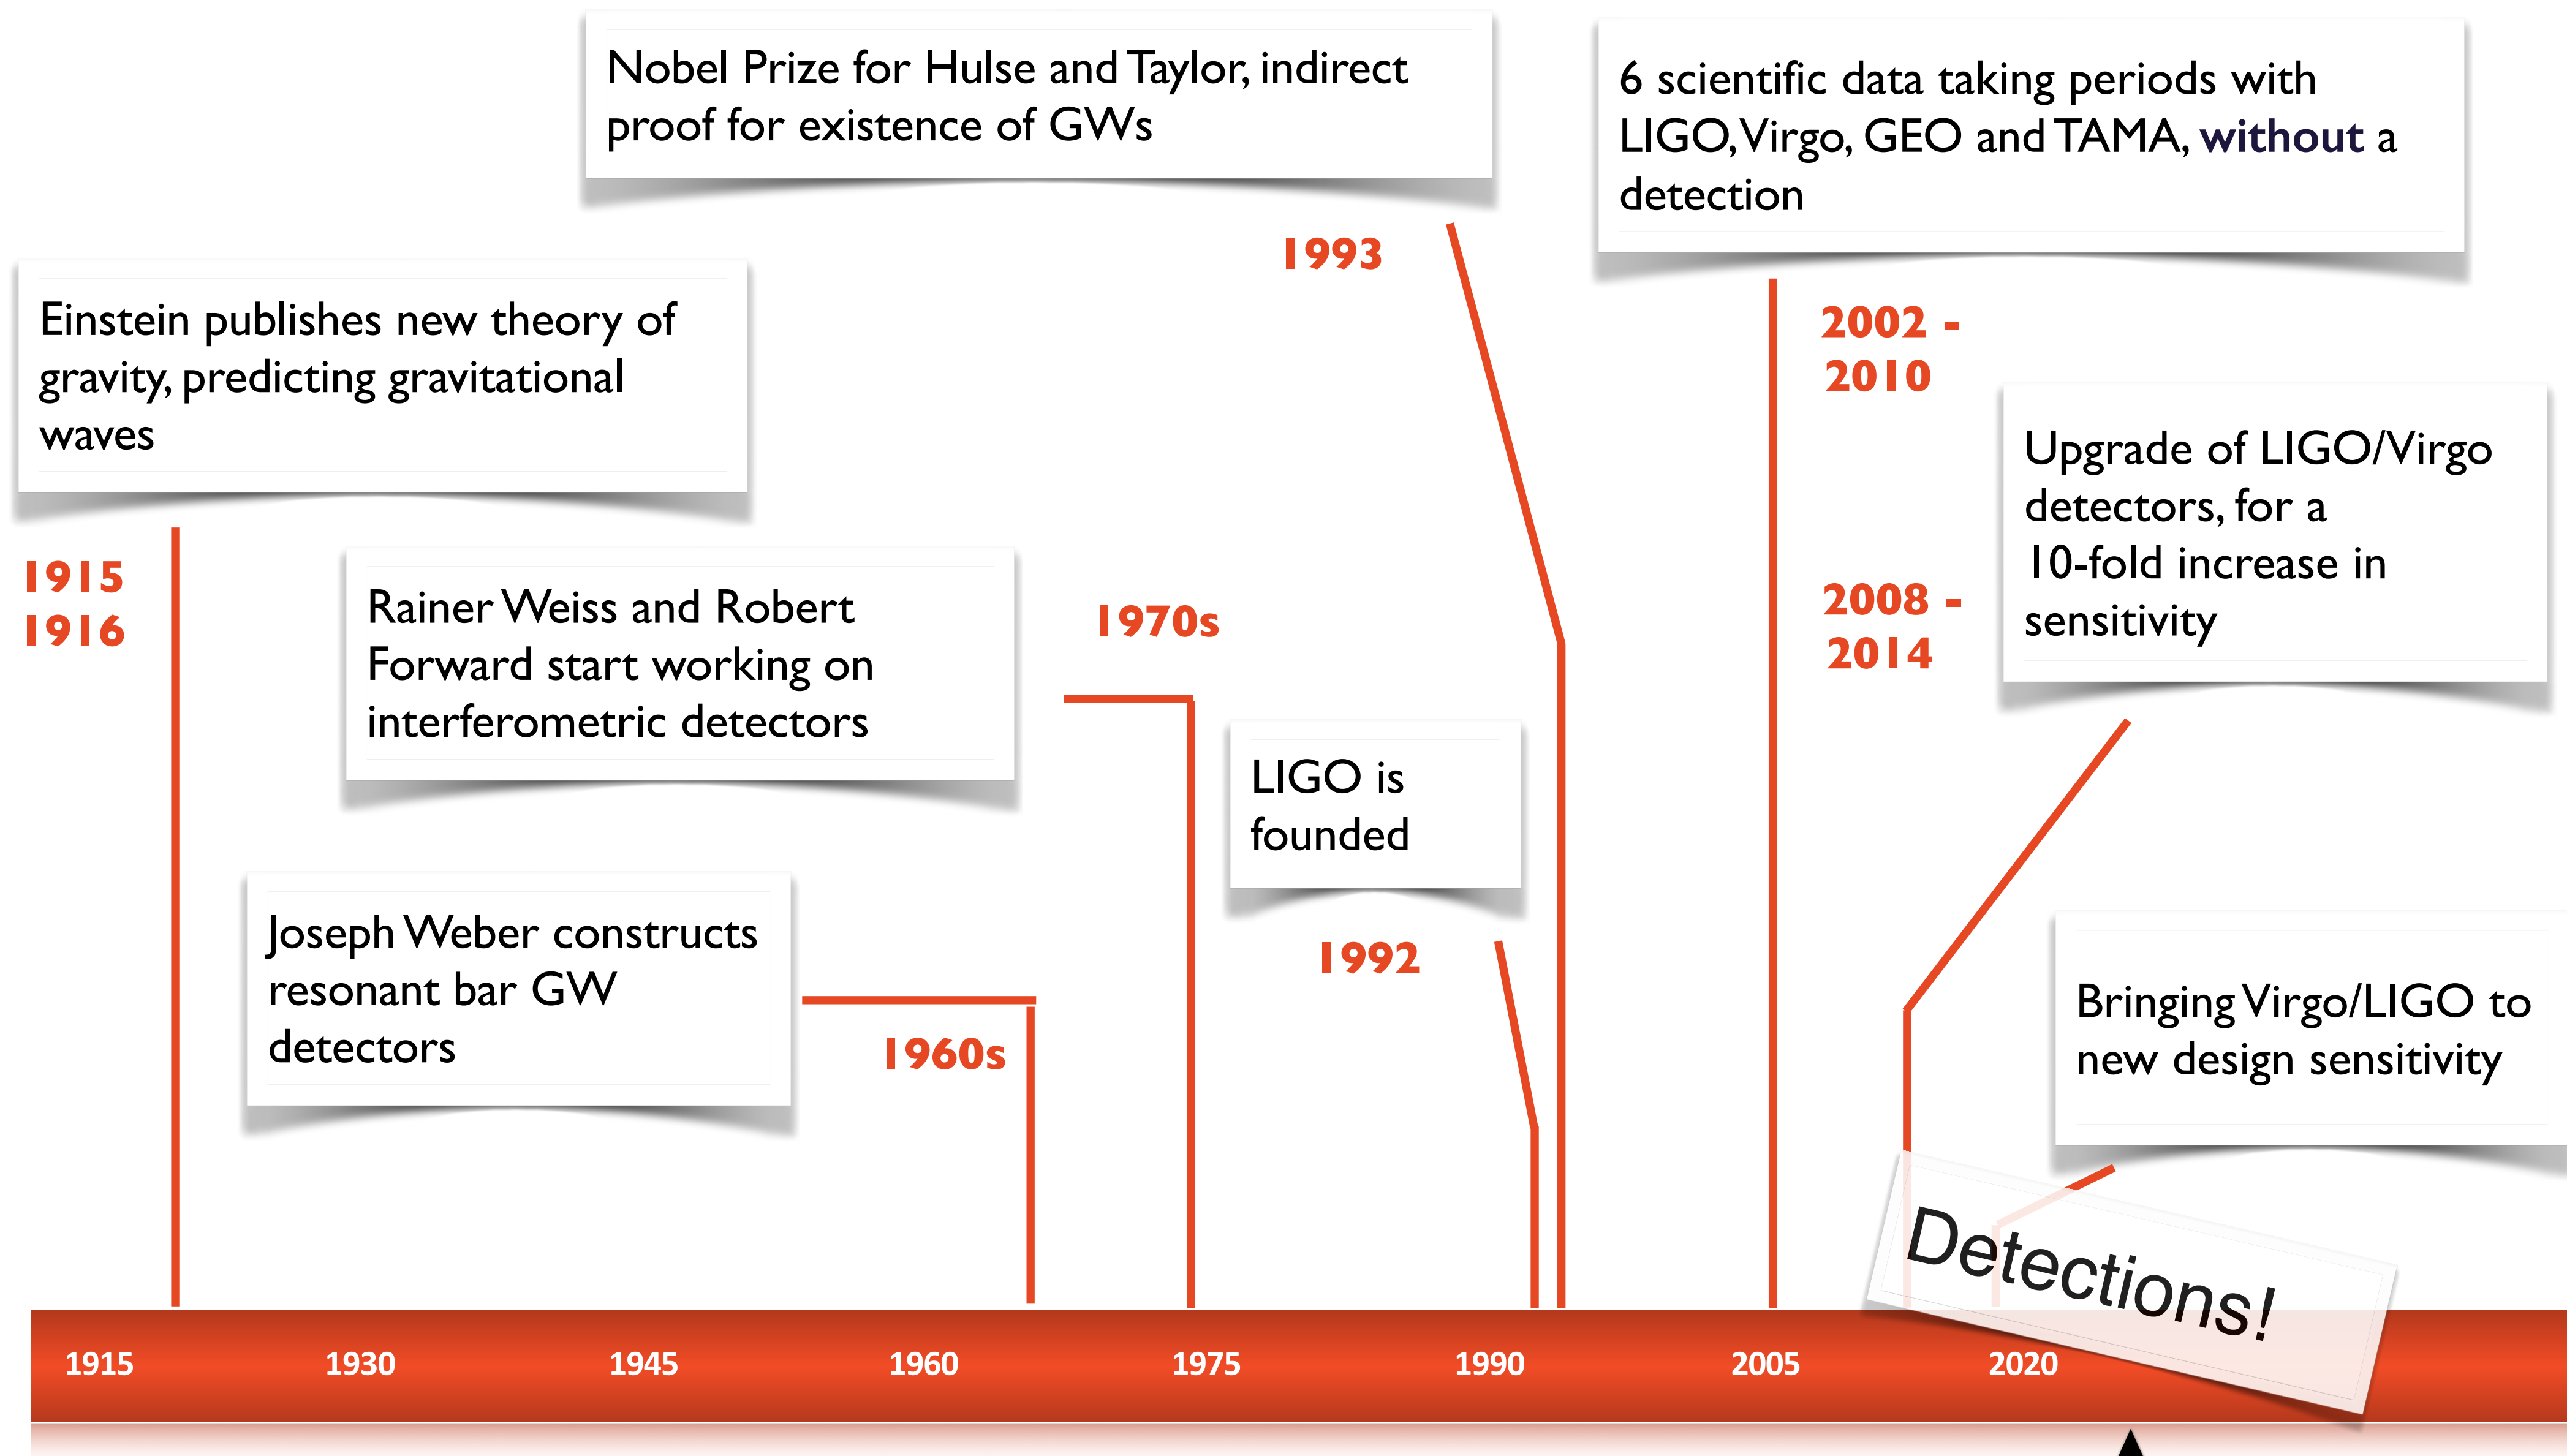 Nobel Prize for Hulse and Taylor, indirect
proof for existence of GWs
1993
6 scientific data taking periods with
LIGO, Virgo, GEO and TAMA, without a
detection
2002 -
2010
Einstein publishes new theory of
gravity, predicting gravitational
waves
1915
1916
Upgrade of LIGO/Virgo
detectors, for a
10-fold increase in
sensitivity
2008 -
2014
Rainer Weiss and Robert
Forward start working on
interferometric detectors
1970s
LIGO is
founded
1992
Joseph Weber constructs
resonant bar GW
detectors
1960s
Bringing Virgo/LIGO to
new design sensitivity
Detections!
1915 1930 1945 1960 1975 1990 2005 2020